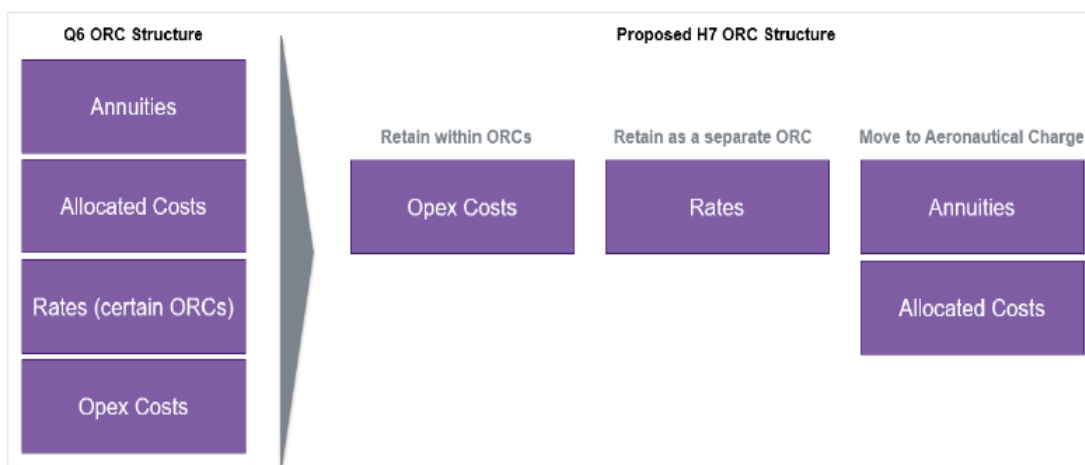 Q6 ORC Structure
Annuities
Allocated Costs
Rates (certain ORCs)
Opex Costs
Proposed H7 ORC Structure
Retain within ORCs
Opex Costs
Retain as a separate ORC
Rates
Move to Aeronautical Charge
Annuities
Allocated Costs